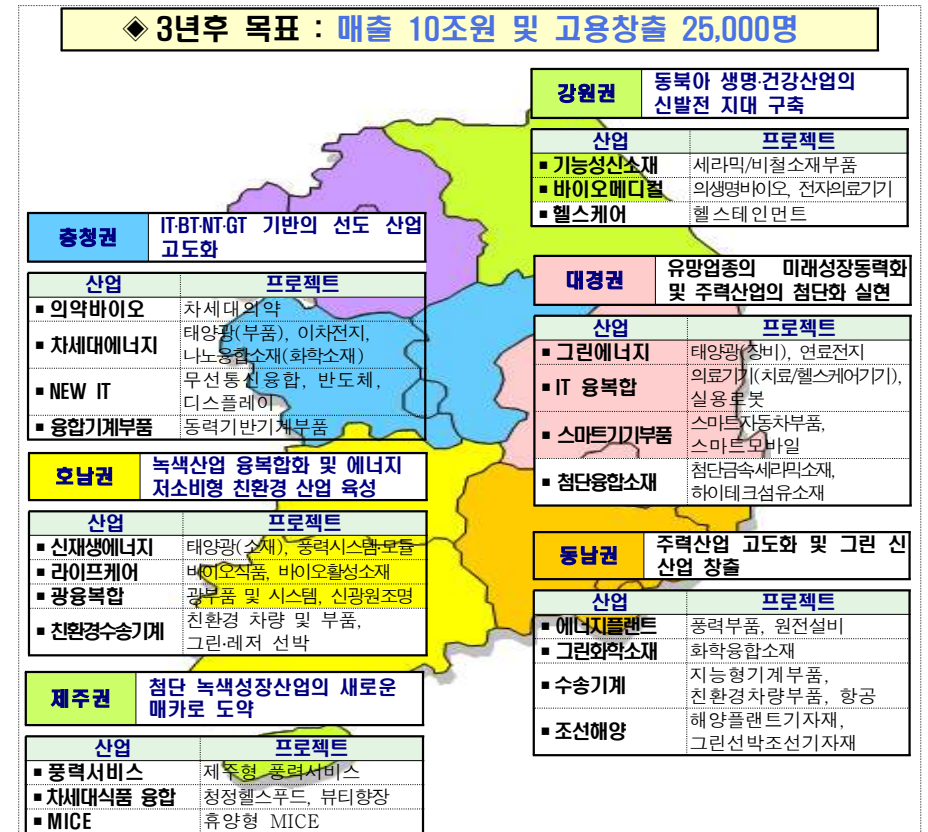 ◈ 3년후 목표 : 매출 10조원 및 고용창출 25,000명
강원권
동북아 생명·건강산업의
신발전 지대 구축
산업 프로젝트
▪ 기능성신소재 세라믹/비철소재부품
▪ 바이오메디컬 의생명바이오, 전자의료기기
▪ 헬스케어 헬스테인먼트
충청권
IT·BT·NT·GT 기반의 선도 산업
고도화
산업 프로젝트
▪ 의약바이오 차세대의약
▪ 차세대에너지 태양광(부품), 이차전지,
나노융합소재(화학소재)
▪ NEW IT 무선통신융합, 반도체,
디스플레이
▪ 융합기계부품 동력기반기계부품
대경권
유망업종의 미래성장동력화
및 주력산업의 첨단화 실현
산업 프로젝트
▪ 그린에너지 태양광(장비), 연료전지
▪ IT 융복합 의료기기(치료/헬스케어기기),
실용로봇
▪ 스마트기기부품 스마트자동차부품,
스마트모바일
▪ 첨단융합소재 첨단금속세라믹소재,
하이테크섬유소재
호남권
녹색산업 융복합화 및 에너지
저소비형 친환경 산업 육성
산업 프로젝트
▪ 신재생에너지 태양광(소재), 풍력시스템·모듈
▪ 라이프케어 바이오식품, 바이오활성소재
▪ 광융복합 광부품 및 시스템, 신광원조명
▪ 친환경수송기계 친환경 차량 및 부품,
그린·레저 선박
동남권
주력산업 고도화 및 그린 신
산업 창출
산업 프로젝트
▪ 에너지플랜트 풍력부품, 원전설비
▪ 그린화학소재 화학융합소재
▪ 수송기계 지능형기계부품,
친환경차량부품, 항공
▪ 조선해양 해양플랜트기자재,
그린선박조선기자재
제주권
첨단 녹색성장산업의 새로운
매카로 도약
산업 프로젝트
▪ 풍력서비스 제주형 풍력서비스
▪ 차세대식품 융합 청정헬스푸드, 뷰티향장
▪ MICE 휴양형 MICE